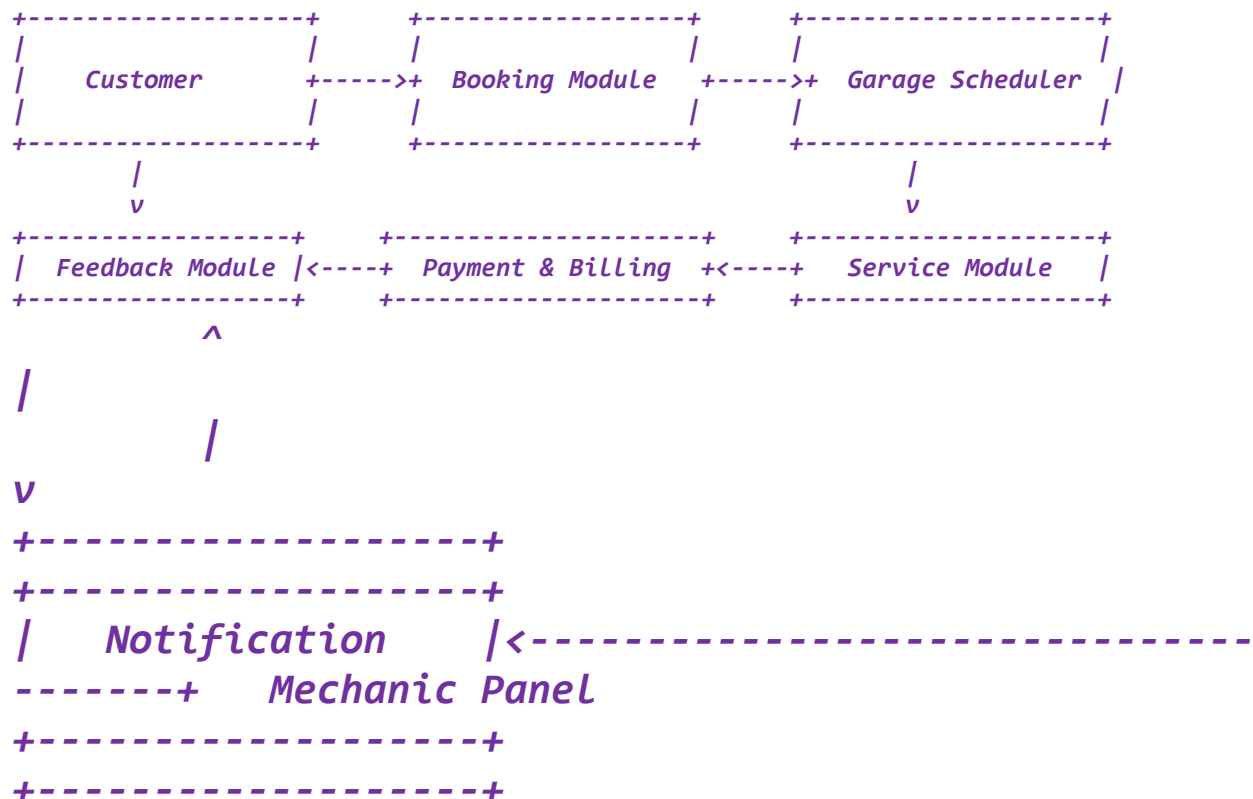 +-------------------+      +------------------+      +--------------------+
|                   |      |                  |      |                    |
|    Customer       +----->+  Booking Module   +----->+  Garage Scheduler  |
|                   |      |                  |      |                    |
+-------------------+      +------------------+      +--------------------+
        |                                                    |
        v                                                    v
+------------------+     +---------------------+     +--------------------+
|  Feedback Module |<----+  Payment & Billing  +<----+   Service Module   |
+------------------+     +---------------------+     +--------------------+
        ^
|
        |
v
+-------------------+
+-------------------+
|   Notification    |<-------------------------------
-------+   Mechanic Panel
+-------------------+
+-------------------+